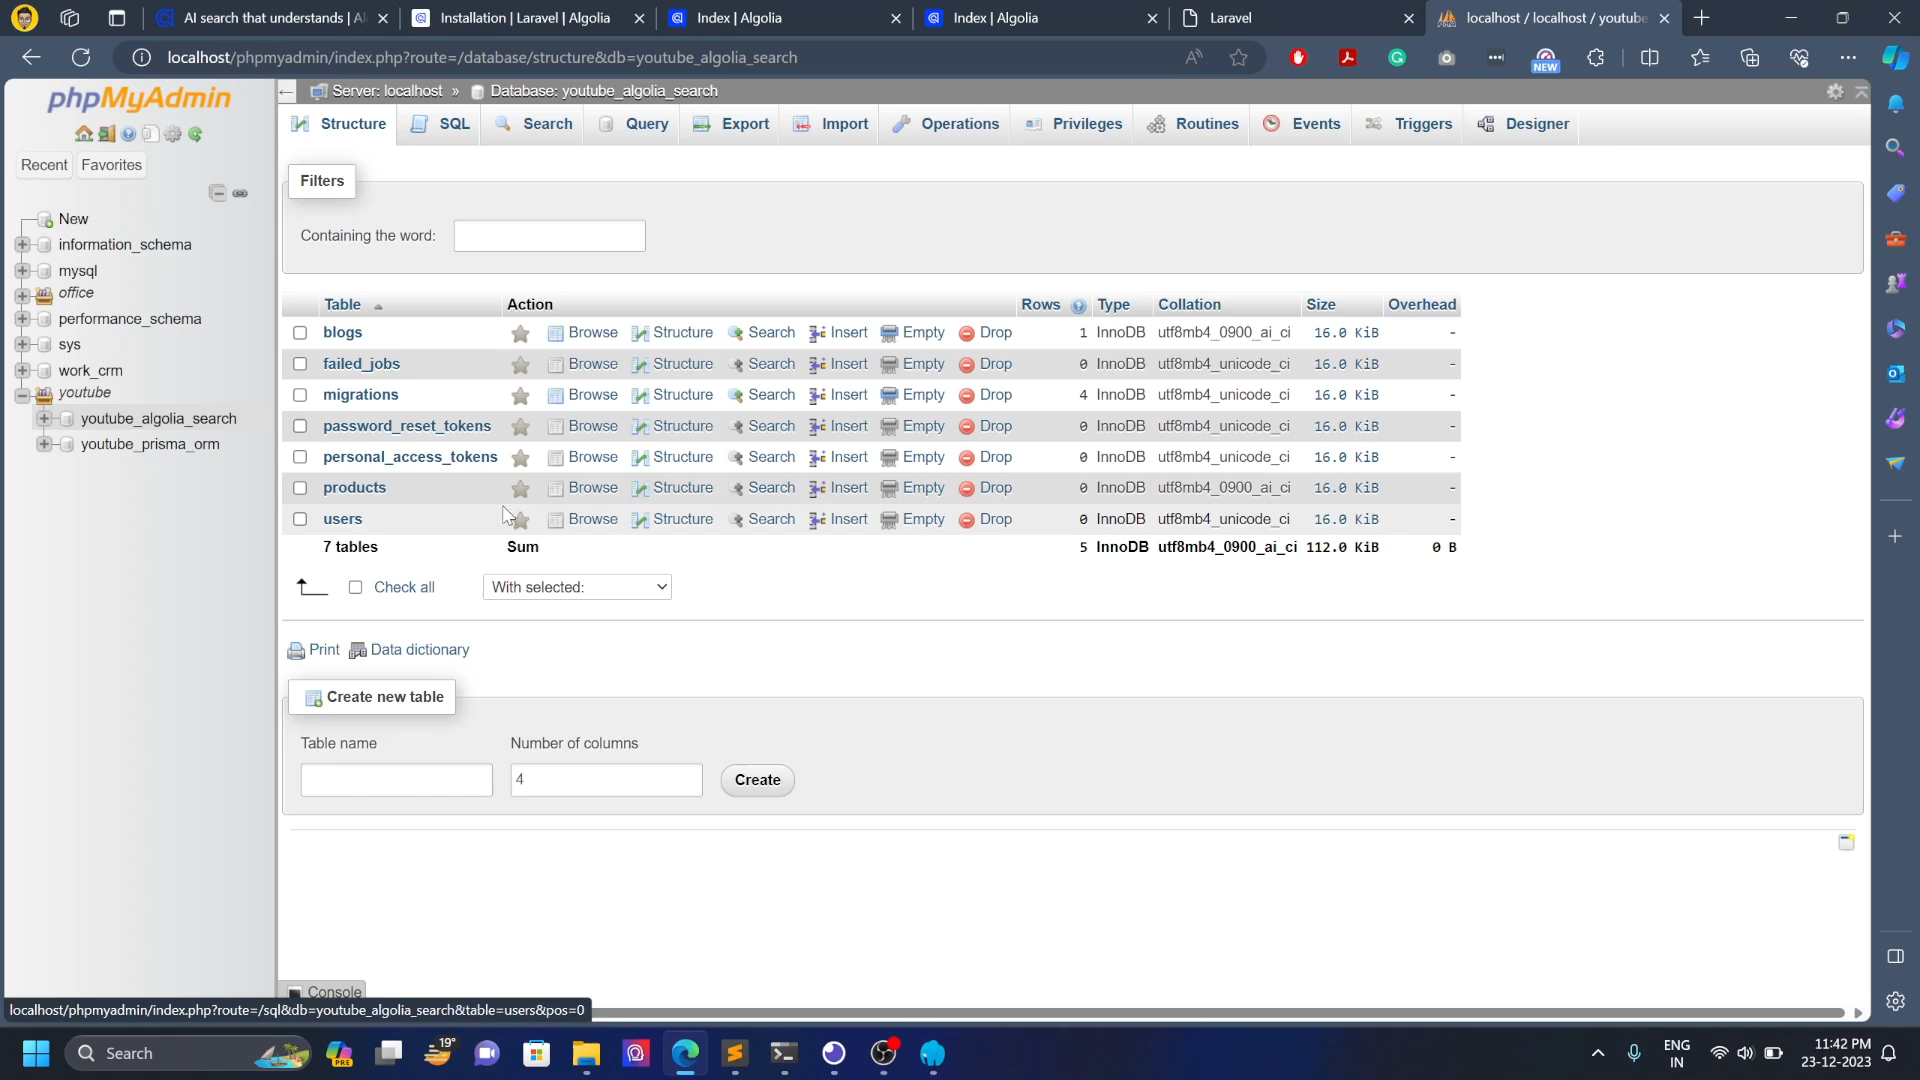 AI search that understands | Al
Installation | Laravel | Algolia
Index | Algolia
Index | Algolia
Laravel
localhost / localhost / youtube
localhost/phpmyadmin/index.php?route=/database/structure&db=youtube_algolia_search
NEW
phpMyAdmin
Recent Favorites
New
information_schema
mysql
office
performance_schema
sys
work_crm
youtube
youtube_algolia_search
youtube_prisma_orm
Server: localhost » Database: youtube_algolia_search
Structure SQL Search Query Export Import Operations Privileges Routines Events Triggers Designer
Filters
Containing the word:
Table Action Rows Type Collation Size Overhead
blogs Browse Structure Search Insert Empty Drop 1 InnoDB utf8mb4_0900_ai_ci 16.0 KiB -
failed_jobs Browse Structure Search Insert Empty Drop 0 InnoDB utf8mb4_unicode_ci 16.0 KiB -
migrations Browse Structure Search Insert Empty Drop 4 InnoDB utf8mb4_unicode_ci 16.0 KiB -
password_reset_tokens Browse Structure Search Insert Empty Drop 0 InnoDB utf8mb4_unicode_ci 16.0 KiB -
personal_access_tokens Browse Structure Search Insert Empty Drop 0 InnoDB utf8mb4_unicode_ci 16.0 KiB -
products Browse Structure Search Insert Empty Drop 0 InnoDB utf8mb4_0900_ai_ci 16.0 KiB -
users Browse Structure Search Insert Empty Drop 0 InnoDB utf8mb4_unicode_ci 16.0 KiB -
7 tables Sum 5 InnoDB utf8mb4_0900_ai_ci 112.0 KiB 0 B
Check all With selected:
Print Data dictionary
Create new table
Table name Number of columns
4 Create
Console
localhost/phpmyadmin/index.php?route=/sql&db=youtube_algolia_search&table=users&pos=0
Search
PRE
19°
ENG
IN
11:42 PM
23-12-2023